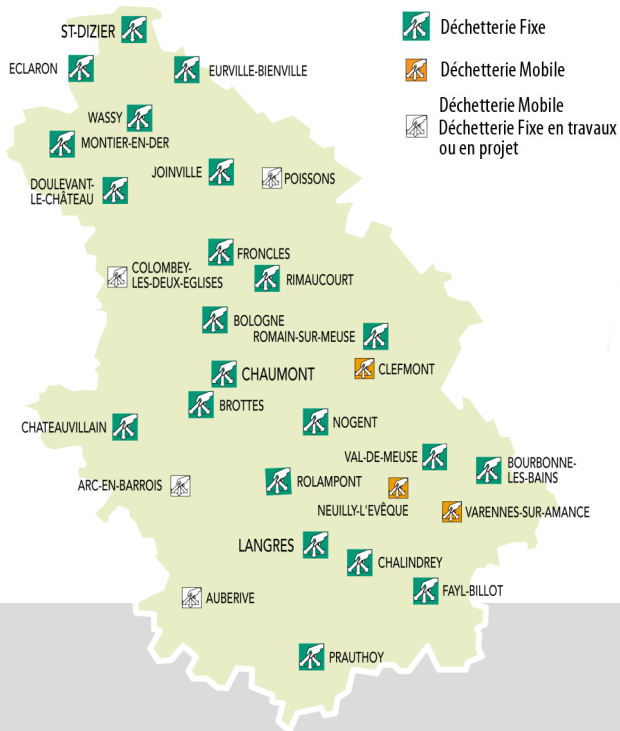 ST-DIZIER
Déchetterie Fixe
ECLARON
EURVILLE-BIENVILLE
Déchetterie Mobile
Déchetterie Mobile
Déchetterie Fixe en travaux
ou en projet
WASSY
MONTIER-EN-DER
JOINVILLE
POISSONS
DOULEVANT-
LE-CHÂTEAU
FRONCLES
COLOMBEY-
LES-DEUX-EGLISES
RIMAUCOURT
BOLOGNE
ROMAIN-SUR-MEUSE
CHAUMONT
CLEFMONT
BROTTES
CHATEAUVILLAIN
NOGENT
VAL-DE-MEUSE
BOURBONNE-
LES-BAINS
ARC-EN-BARROIS
ROLAMPONT
NEUILLY-L'EVÊQUE
VARENNES-SUR-AMANCE
LANGRES
CHALINDREY
FAYL-BILLOT
AUBERIVE
PRAUTHOY